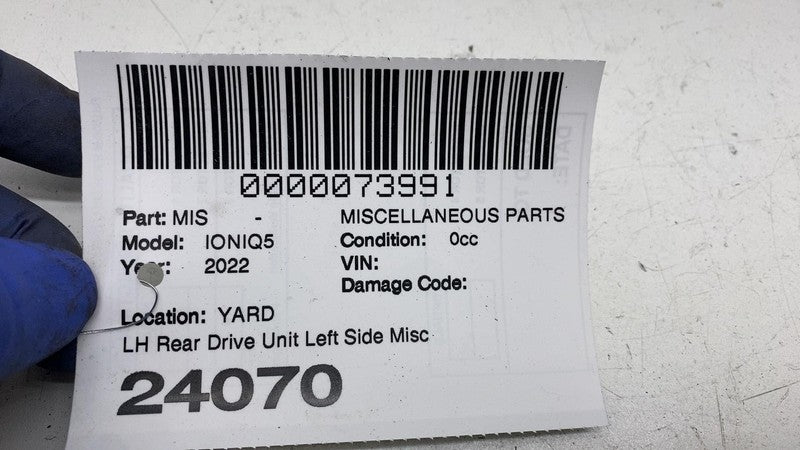 0000073991
Part: MIS - MISCELLANEOUS PARTS
Model: IONIQ5 Condition: 0cc
Year: 2022 VIN:
Damage Code:
Location: YARD
LH Rear Drive Unit Left Side Misc
24070